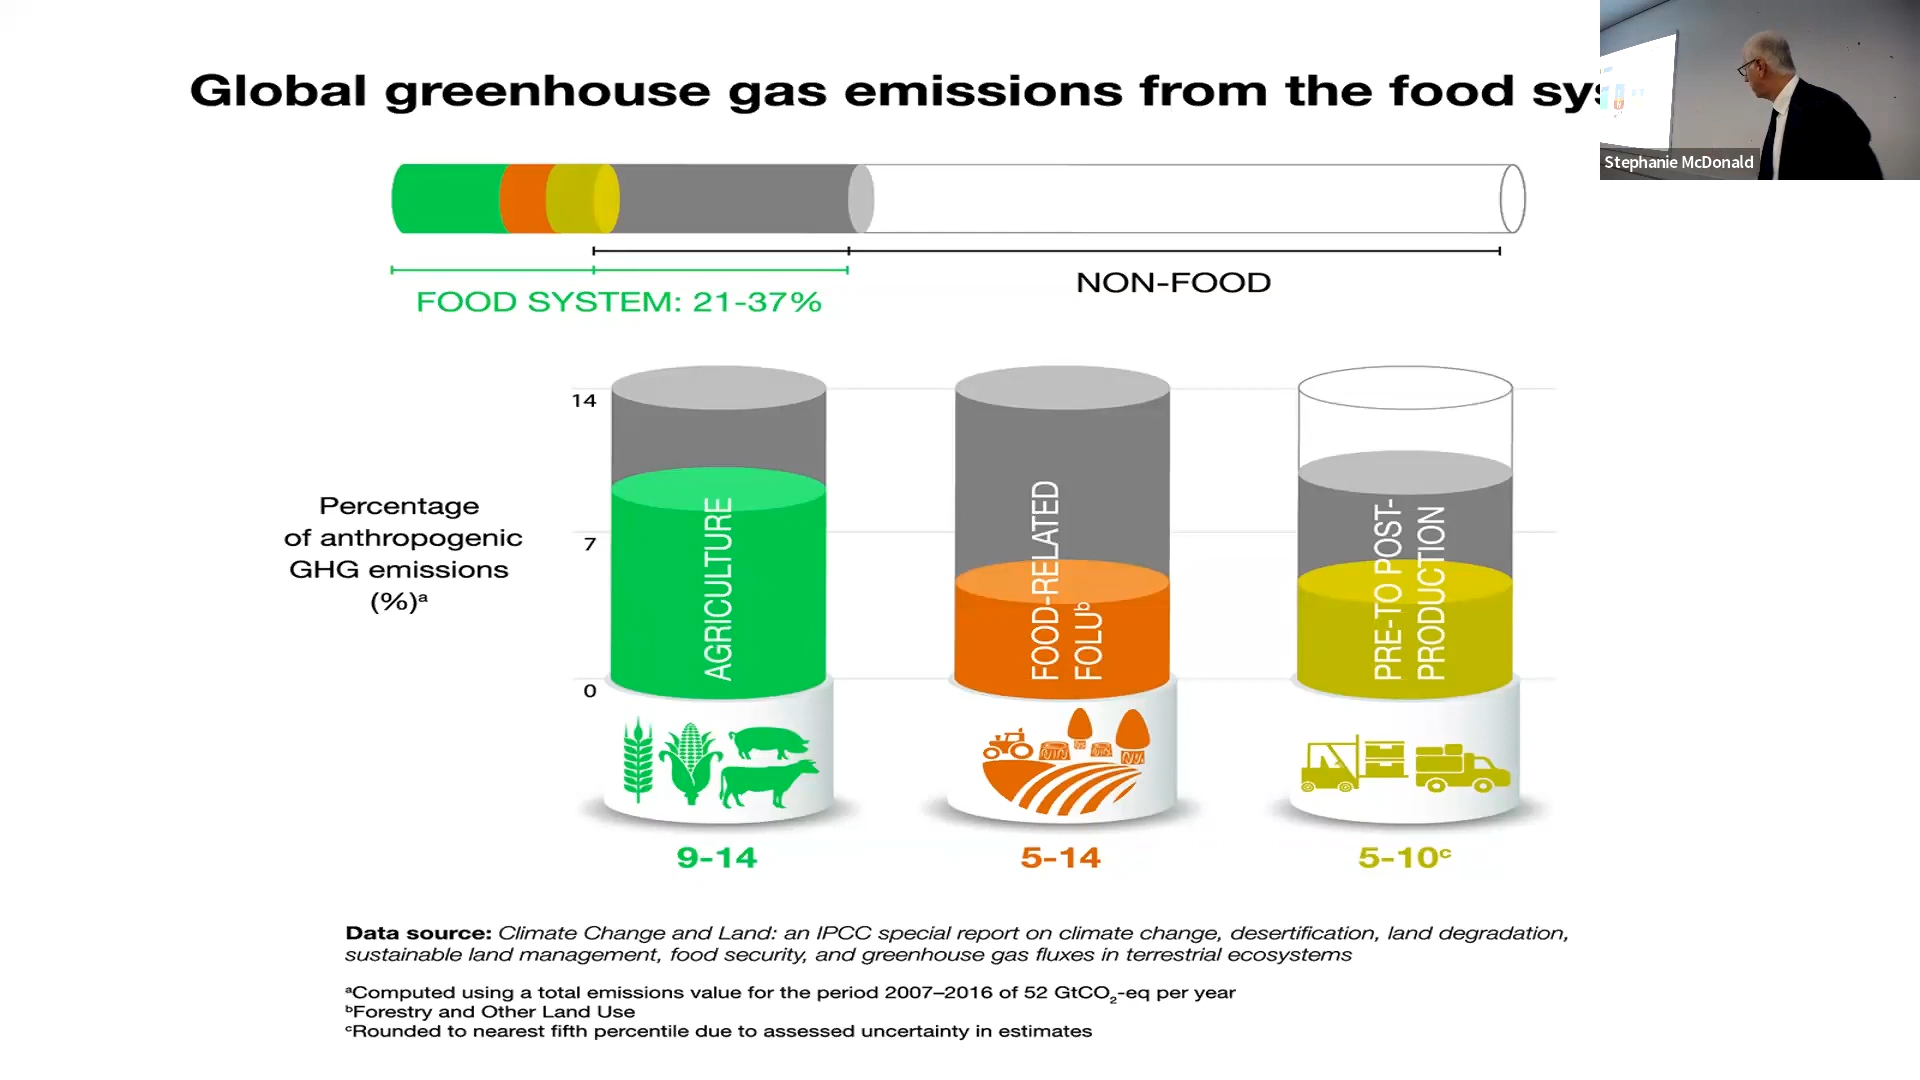 Global greenhouse gas emissions from the food sys
Stephanie McDonald
NON-FOOD
FOOD SYSTEM: 21-37%
14
7
0
Percentage
of anthropogenic
GHG emissions
(%)ᵃ
AGRICULTURE
FOOD-RELATED
FOLUᵇ
PRE-TO POST-
PRODUCTION
9-14
5-14
5-10ᶜ
Data source: Climate Change and Land: an IPCC special report on climate change, desertification, land degradation,
sustainable land management, food security, and greenhouse gas fluxes in terrestrial ecosystems
ᵃComputed using a total emissions value for the period 2007–2016 of 52 GtCO₂-eq per year
ᵇForestry and Other Land Use
ᶜRounded to nearest fifth percentile due to assessed uncertainty in estimates